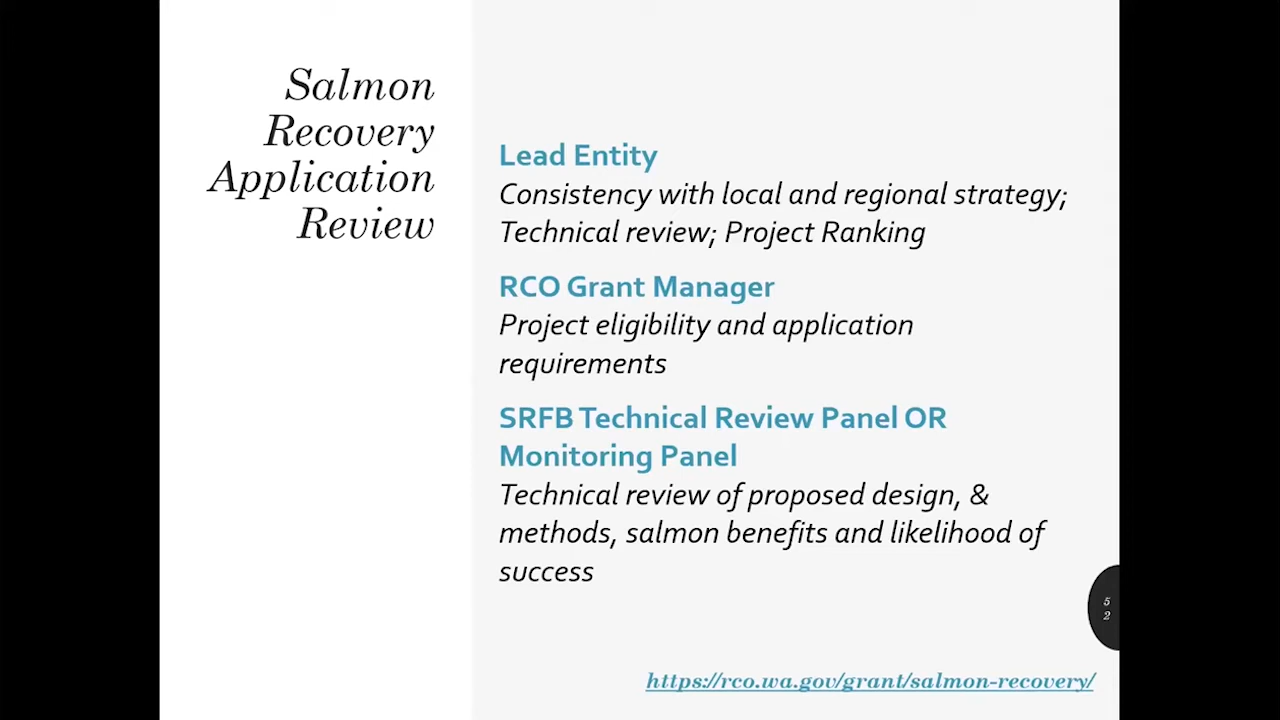 Salmon
Recovery
Application
Review
Lead Entity
Consistency with local and regional strategy;
Technical review; Project Ranking
RCO Grant Manager
Project eligibility and application
requirements
SRFB Technical Review Panel OR
Monitoring Panel
Technical review of proposed design, &
methods, salmon benefits and likelihood of
success
5
2
https://rco.wa.gov/grant/salmon-recovery/